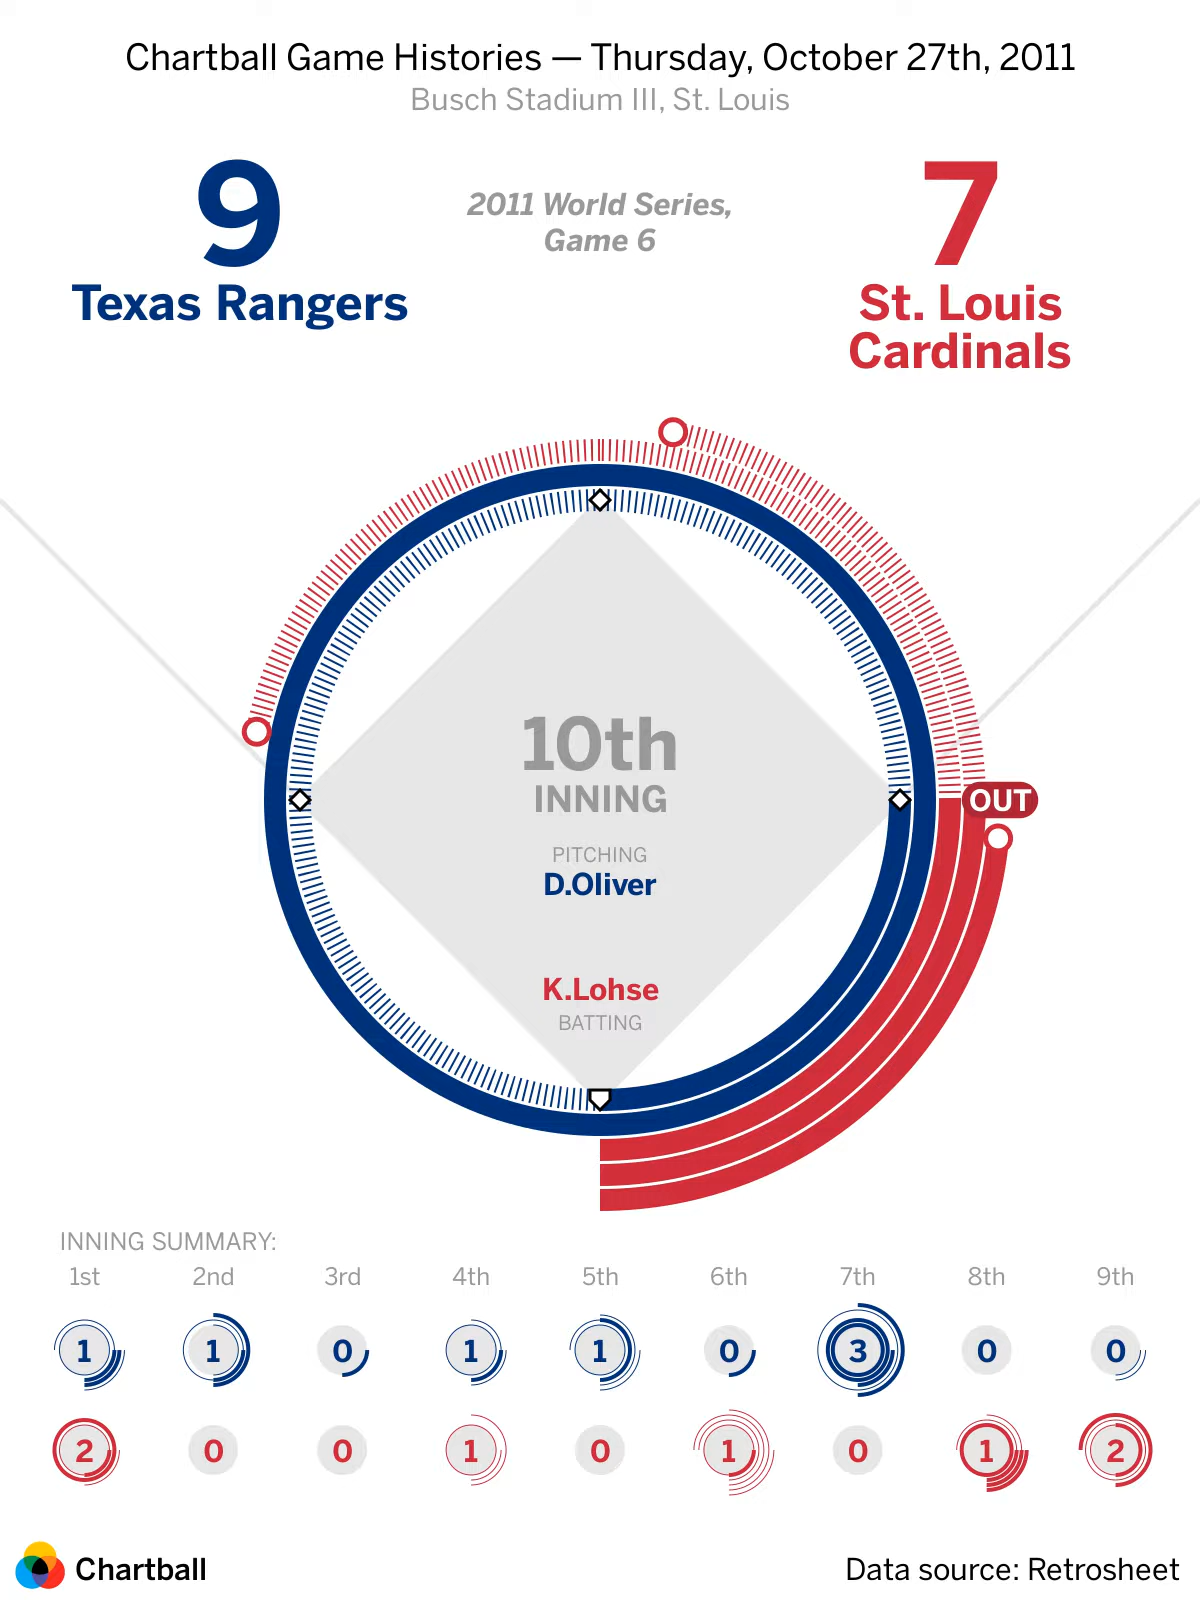 Chartball Game Histories — Thursday, October 27th, 2011
Busch Stadium III, St. Louis
9
Texas Rangers
2011 World Series,
Game 6
7
St. Louis
Cardinals
10th
INNING
PITCHING
D.Oliver
K.Lohse
BATTING
OUT
INNING SUMMARY:
1st 2nd 3rd 4th 5th 6th 7th 8th 9th
1 1 0 1 1 0 3 0 0
2 0 0 1 0 1 0 1 2
Chartball
Data source: Retrosheet